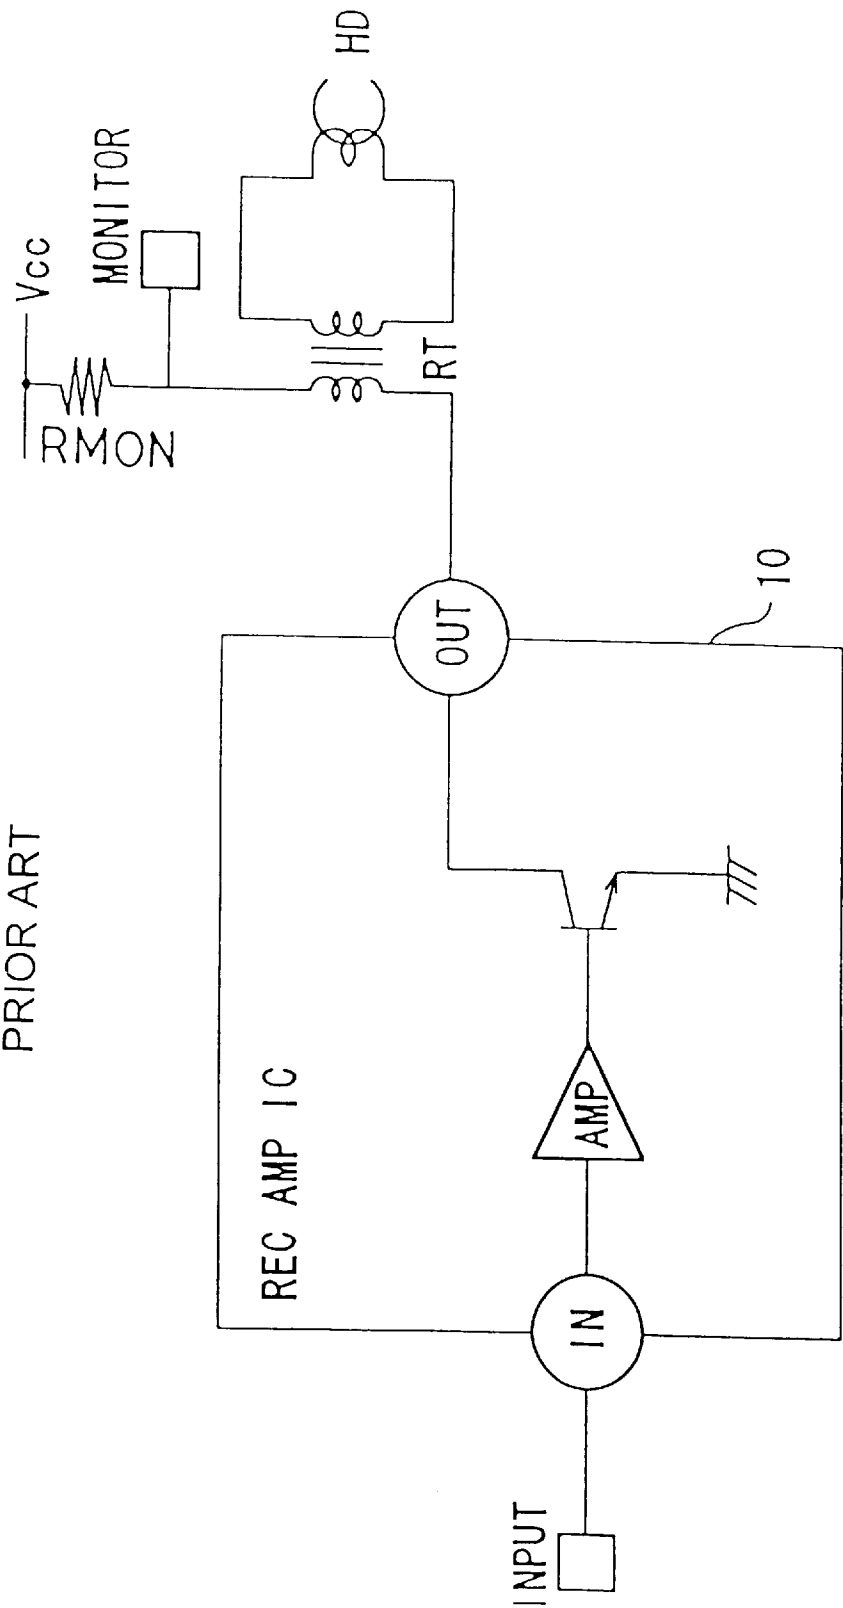 PRIOR ART
Vcc
RMON
MONITOR
HD
RT
REC AMP IC
OUT
10
AMP
IN
INPUT